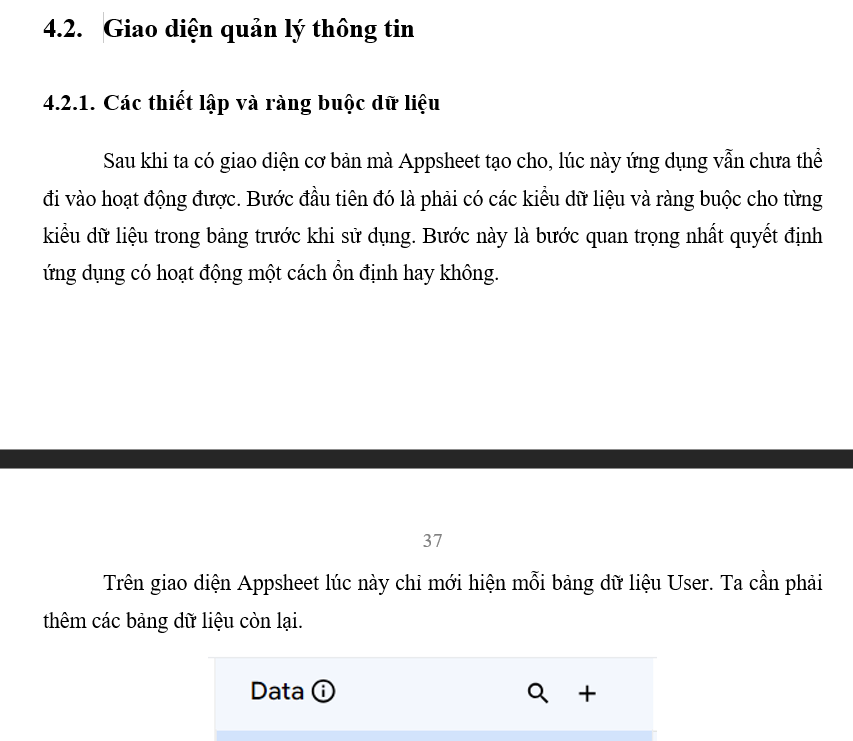 4.2. Giao diện quản lý thông tin
4.2.1. Các thiết lập và ràng buộc dữ liệu
Sau khi ta có giao diện cơ bản mà Appsheet tạo cho, lúc này ứng dụng vẫn chưa thể
đi vào hoạt động được. Bước đầu tiên đó là phải có các kiểu dữ liệu và ràng buộc cho từng
kiểu dữ liệu trong bảng trước khi sử dụng. Bước này là bước quan trọng nhất quyết định
ứng dụng có hoạt động một cách ổn định hay không.
37
Trên giao diện Appsheet lúc này chỉ mới hiện mỗi bảng dữ liệu User. Ta cần phải
thêm các bảng dữ liệu còn lại.
Data